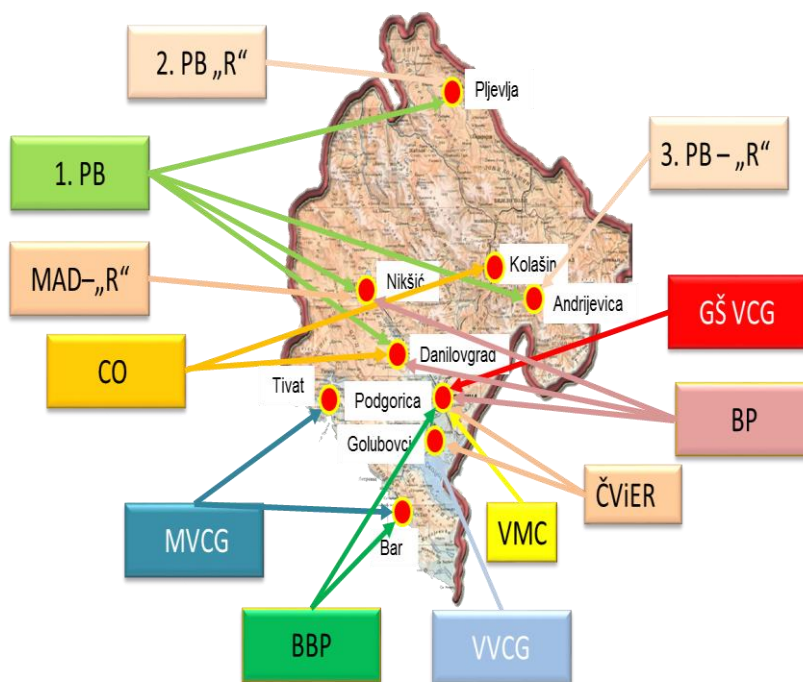 2. PB „R“
Pljevlja
1. PB
3. PB – „R“
Kolašin
MAD–„R“
Nikšić
Andrijevica
GŠ VCG
CO
Danilovgrad
Tivat
Podgorica
BP
Golubovci
ČViER
MVCG
VMC
Bar
BBP
VVCG